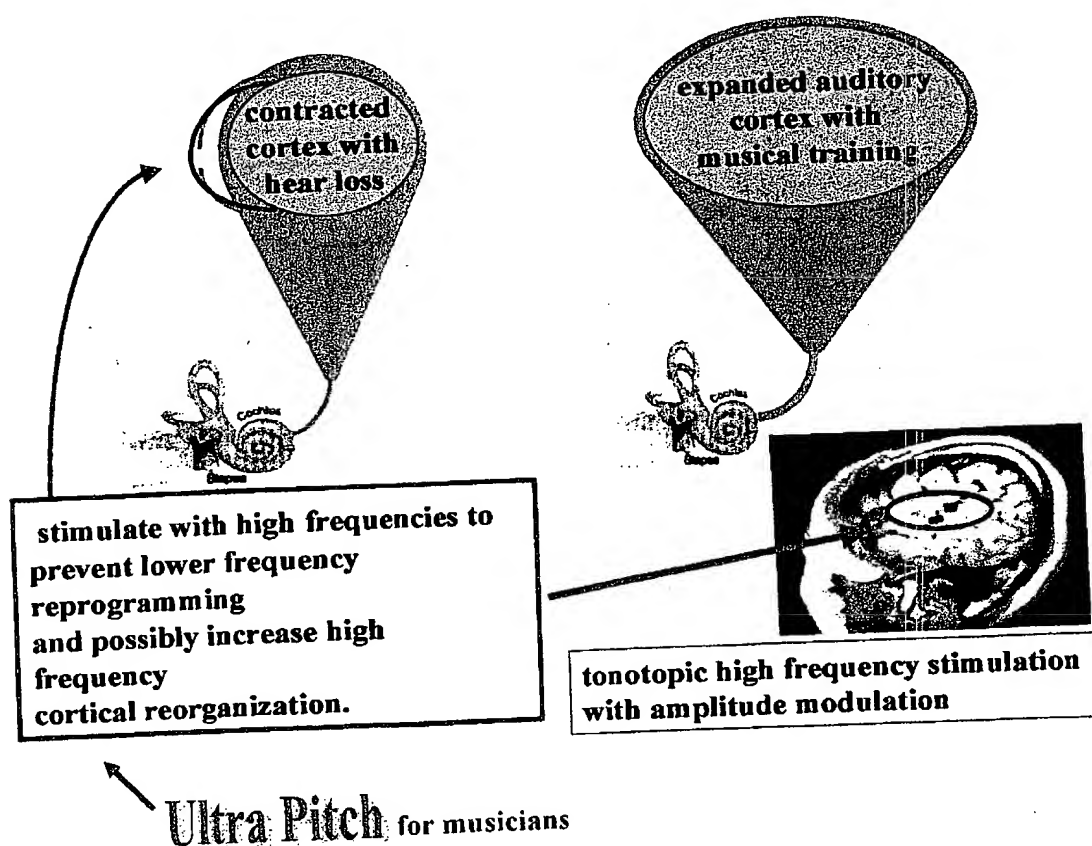 contracted
cortex with
hear loss
expanded auditory
cortex with
musical training
Cochlea
Stapes
Cochlea
Stapes
stimulate with high frequencies to
prevent lower frequency
reprogramming
and possibly increase high
frequency
cortical reorganization.
tonotopic high frequency stimulation
with amplitude modulation
Ultra Pitch for musicians